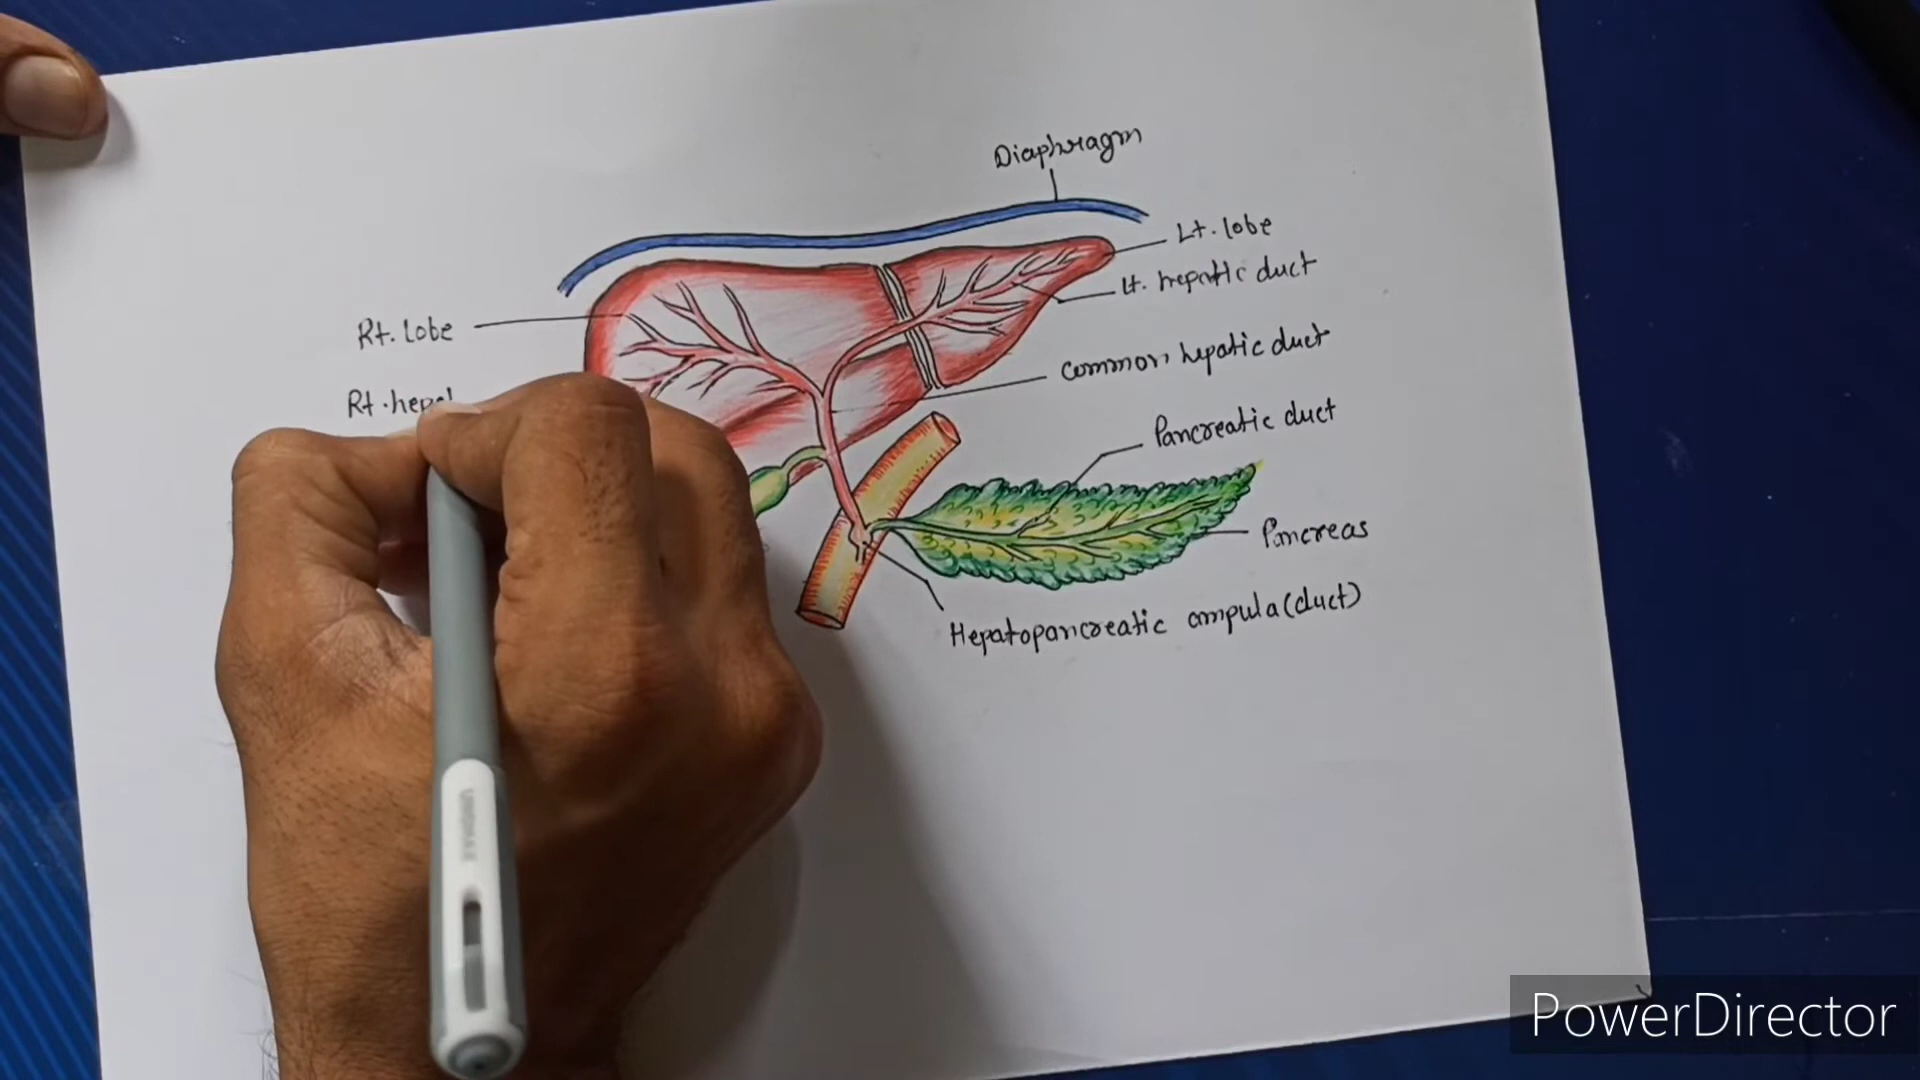 Diaphragm
Lt. lobe
Lt. hepatic duct
Rt. Lobe
common hepatic duct
Rt. hepat
Pancreatic duct
Pancreas
Hepatopancreatic ampula (duct)
PowerDirector